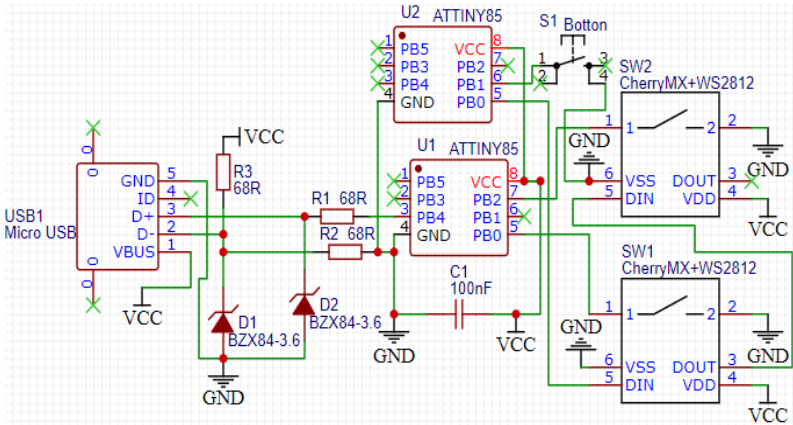 U2 ATTINY85
1 PB5 VCC 8
2 PB3 PB2 7
3 PB4 PB1 6
4 GND PB0 5
S1 Botton
1 3
2 4
SW2
CherryMX+WS2812
1 1 2 2
GND
GND
6 VSS DOUT 3
5 DIN VDD 4
VCC
U1 ATTINY85
1 PB5 VCC 8
2 PB3 PB2 7
3 PB4 PB1 6
4 GND PB0 5
VCC
R3
68R
R1 68R
R2 68R
USB1
Micro USB
0 0
GND 5
ID 4
D+ 3
D- 2
VBUS 1
0 0
VCC
D1
BZX84-3.6
D2
BZX84-3.6
GND
C1
100nF
GND
VCC
SW1
CherryMX+WS2812
1 1 2 2
GND
GND
6 VSS DOUT 3
5 DIN VDD 4
VCC